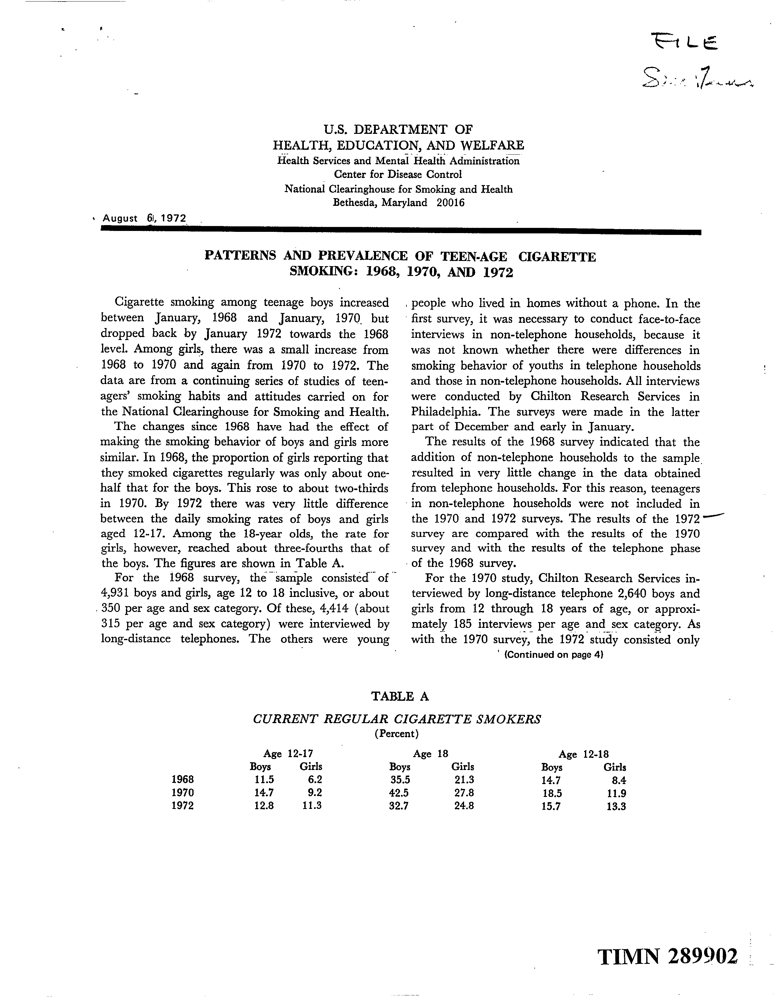 FILE
U.S. DEPARTMENT OF
HEALTH, EDUCATION, AND WELFARE
Health Services and Mental Health Administration
Center for Disease Control
National Clearinghouse for Smoking and Health
Bethesda, Maryland 20016
August 6, 1972
PATTERNS AND PREVALENCE OF TEEN-AGE CIGARETTE
SMOKING: 1968, 1970, AND 1972
Cigarette smoking among teenage boys increased
between January, 1968 and January, 1970, but
dropped back by January 1972 towards the 1968
level. Among girls, there was a small increase from
1968 to 1970 and again from 1970 to 1972. The
data are from a continuing series of studies of teen-
agers' smoking habits and attitudes carried on for
the National Clearinghouse for Smoking and Health.
The changes since 1968 have had the effect of
making the smoking behavior of boys and girls more
similar. In 1968, the proportion of girls reporting that
they smoked cigarettes regularly was only about one-
half that for the boys. This rose to about two-thirds
in 1970. By 1972 there was very little difference
between the daily smoking rates of boys and girls
aged 12-17. Among the 18-year olds, the rate for
girls, however, reached about three-fourths that of
the boys. The figures are shown in Table A.
For the 1968 survey, the sample consisted of
4,931 boys and girls, age 12 to 18 inclusive, or about
350 per age and sex category. Of these, 4,414 (about
315 per age and sex category) were interviewed by
long-distance telephones. The others were young
people who lived in homes without a phone. In the
first survey, it was necessary to conduct face-to-face
interviews in non-telephone households, because it
was not known whether there were differences in
smoking behavior of youths in telephone households
and those in non-telephone households. All interviews
were conducted by Chilton Research Services in
Philadelphia. The surveys were made in the latter
part of December and early in January.
The results of the 1968 survey indicated that the
addition of non-telephone households to the sample
resulted in very little change in the data obtained
from telephone households. For this reason, teenagers
in non-telephone households were not included in
the 1970 and 1972 surveys. The results of the 1972
survey are compared with the results of the 1970
survey and with the results of the telephone phase
of the 1968 survey.
For the 1970 study, Chilton Research Services in-
terviewed by long-distance telephone 2,640 boys and
girls from 12 through 18 years of age, or approxi-
mately 185 interviews per age and sex category. As
with the 1970 survey, the 1972 study consisted only
(Continued on page 4)
TABLE A
CURRENT REGULAR CIGARETTE SMOKERS
(Percent)
Age 12-17 Age 18 Age 12-18
Boys Girls Boys Girls Boys Girls
1968 11.5 6.2 35.5 21.3 14.7 8.4
1970 14.7 9.2 42.5 27.8 18.5 11.9
1972 12.8 11.3 32.7 24.8 15.7 13.3
TIMN 289902